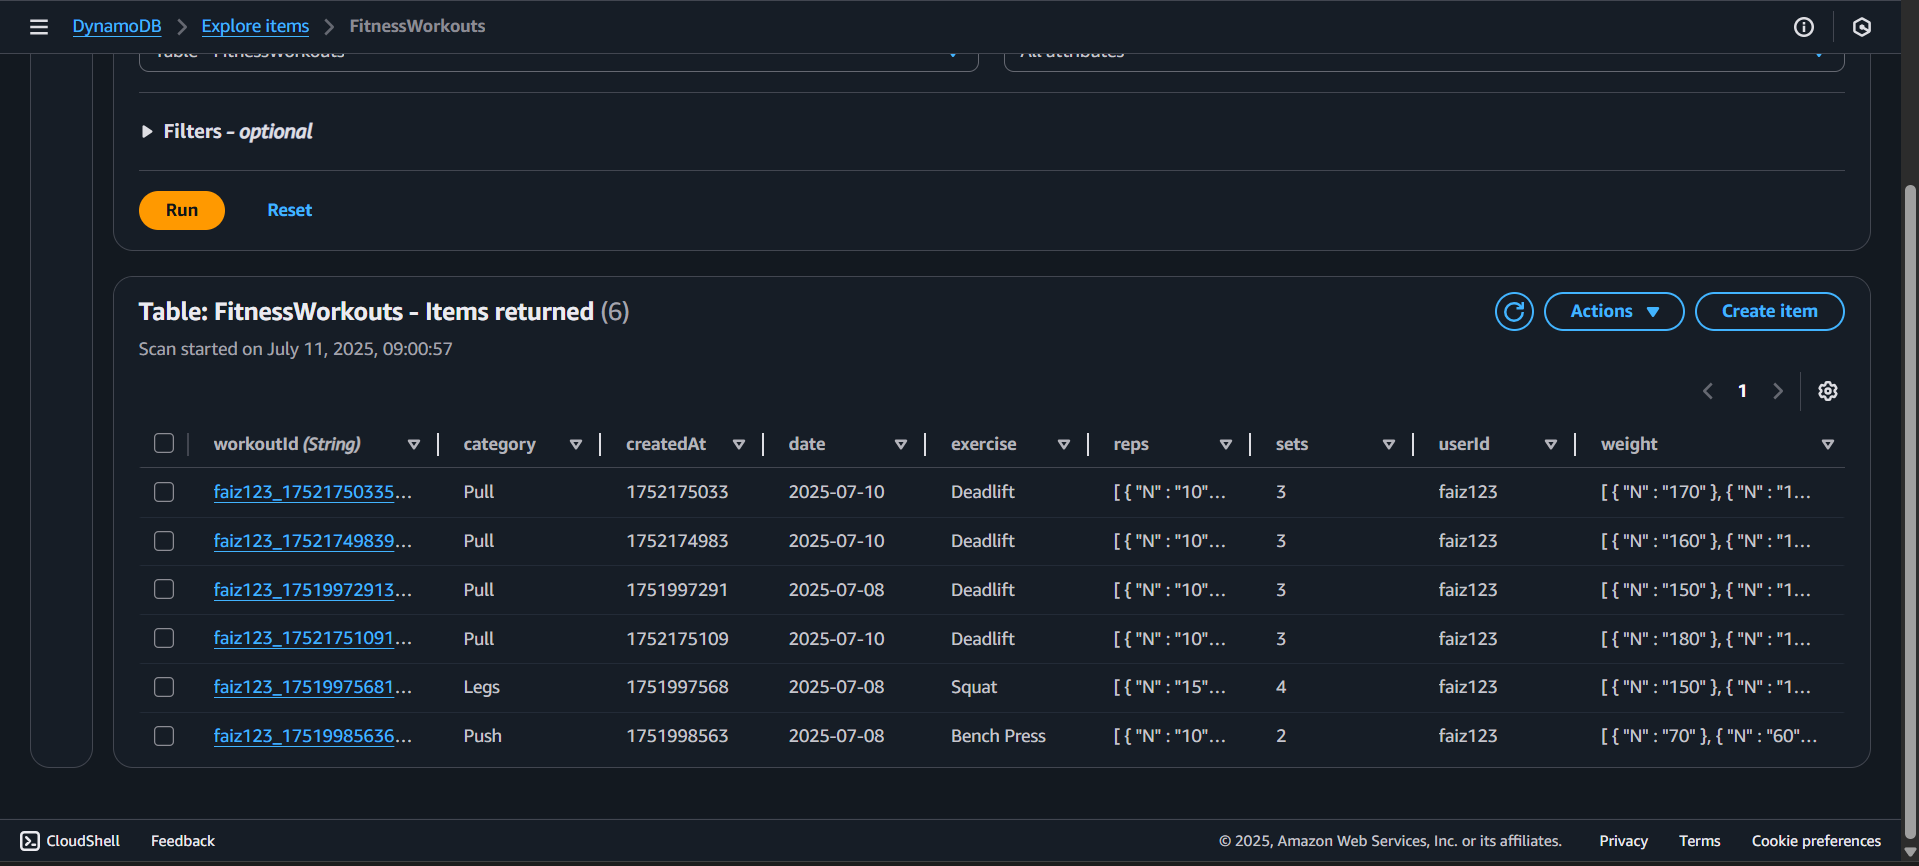 DynamoDB > Explore items > FitnessWorkouts
Table - FitnessWorkouts All attributes
Filters - optional
Run Reset
Table: FitnessWorkouts - Items returned (6)
Actions Create item
Scan started on July 11, 2025, 09:00:57
1
workoutId (String) category createdAt date exercise reps sets userId weight
faiz123_17521750335... Pull 1752175033 2025-07-10 Deadlift [ { "N" : "10"... 3 faiz123 [ { "N" : "170" }, { "N" : "1...
faiz123_17521749839... Pull 1752174983 2025-07-10 Deadlift [ { "N" : "10"... 3 faiz123 [ { "N" : "160" }, { "N" : "1...
faiz123_17519972913... Pull 1751997291 2025-07-08 Deadlift [ { "N" : "10"... 3 faiz123 [ { "N" : "150" }, { "N" : "1...
faiz123_17521751091... Pull 1752175109 2025-07-10 Deadlift [ { "N" : "10"... 3 faiz123 [ { "N" : "180" }, { "N" : "1...
faiz123_17519975681... Legs 1751997568 2025-07-08 Squat [ { "N" : "15"... 4 faiz123 [ { "N" : "150" }, { "N" : "1...
faiz123_17519985636... Push 1751998563 2025-07-08 Bench Press [ { "N" : "10"... 2 faiz123 [ { "N" : "70" }, { "N" : "60"...
CloudShell Feedback © 2025, Amazon Web Services, Inc. or its affiliates. Privacy Terms Cookie preferences